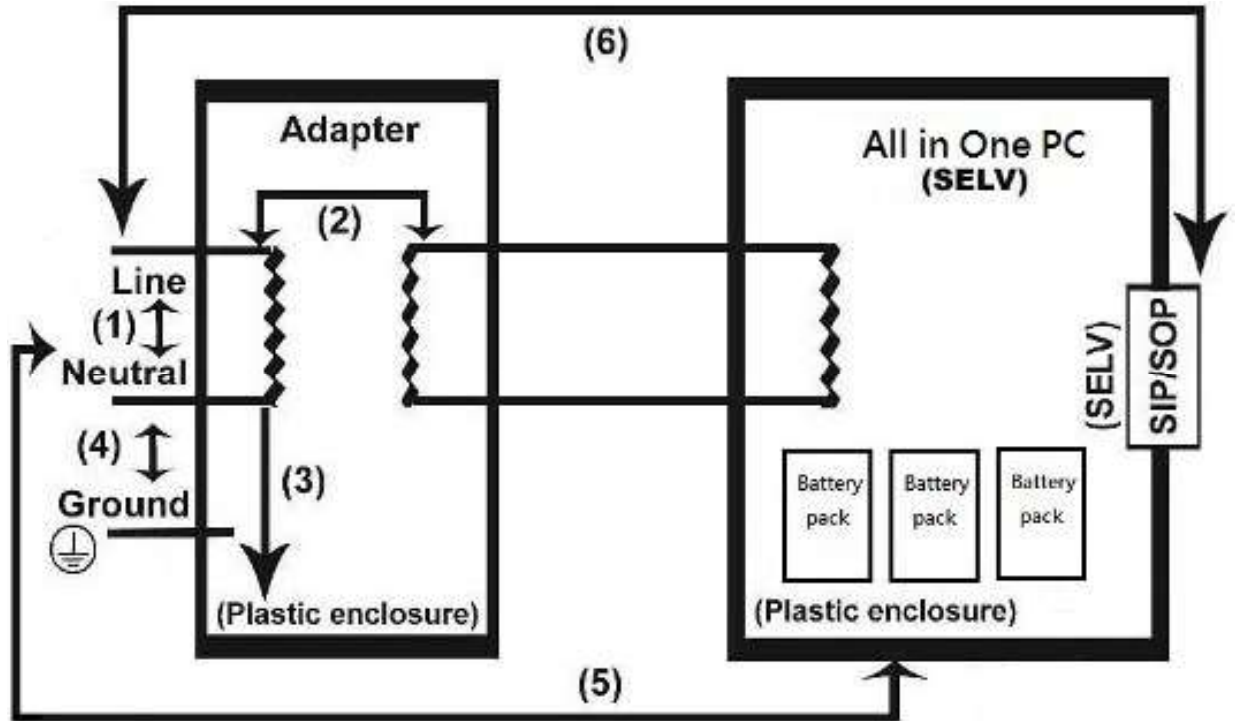 (6)
Adapter
All in One PC
(SELV)
(2)
Line
(1)
Neutral
(4)
Ground
(3)
(Plastic enclosure)
(SELV)
SIP/SOP
Battery
pack
Battery
pack
Battery
pack
(Plastic enclosure)
(5)